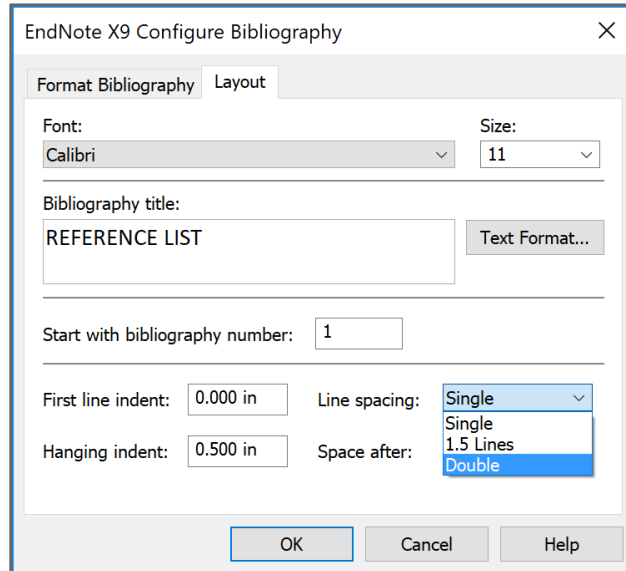 EndNote X9 Configure Bibliography
Format Bibliography Layout
Font: Size:
Calibri 11
Bibliography title:
REFERENCE LIST Text Format...
Start with bibliography number: 1
First line indent: 0.000 in Line spacing: Single
Single
1.5 Lines
Hanging indent: 0.500 in Space after: Double
OK Cancel Help